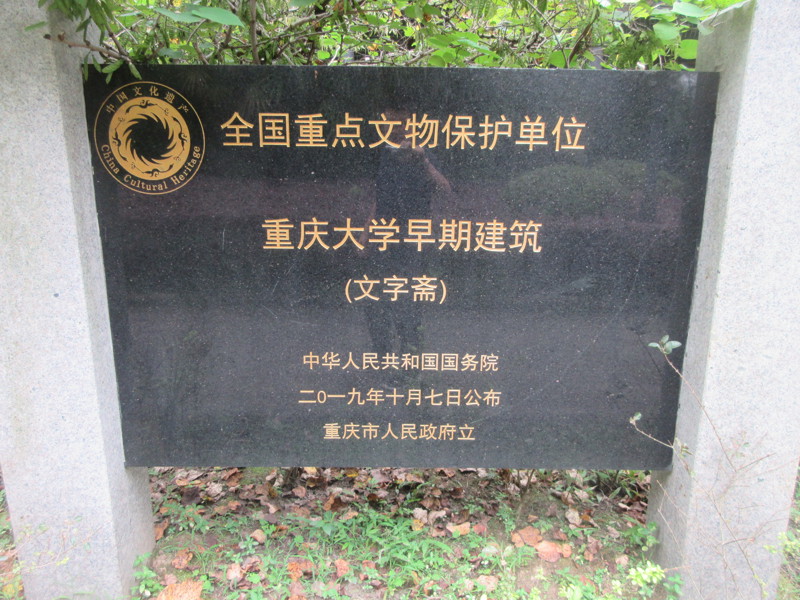 中国文化遗产
China Cultural Heritage
全国重点文物保护单位
重庆大学早期建筑
(文字斋)
中华人民共和国国务院
二0一九年十月七日公布
重庆市人民政府立